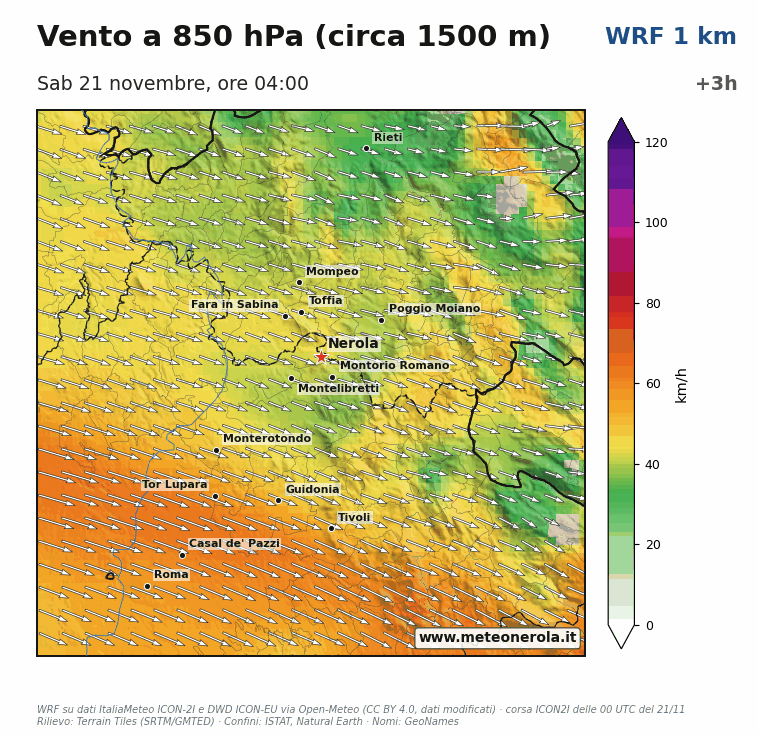 Vento a 850 hPa (circa 1500 m)
WRF 1 km
Sab 21 novembre, ore 04:00
+3h
Rieti
Mompeo
Fara in Sabina
Toffia
Poggio Moiano
Nerola
Montorio Romano
Montelibretti
Monterotondo
Tor Lupara
Guidonia
Tivoli
Casal de' Pazzi
Roma
www.meteonerola.it
120
100
80
60
40
20
0
km/h
WRF su dati ItaliaMeteo ICON-2I e DWD ICON-EU via Open-Meteo (CC BY 4.0, dati modificati) · corsa ICON2I delle 00 UTC del 21/11
Rilievo: Terrain Tiles (SRTM/GMTED) · Confini: ISTAT, Natural Earth · Nomi: GeoNames